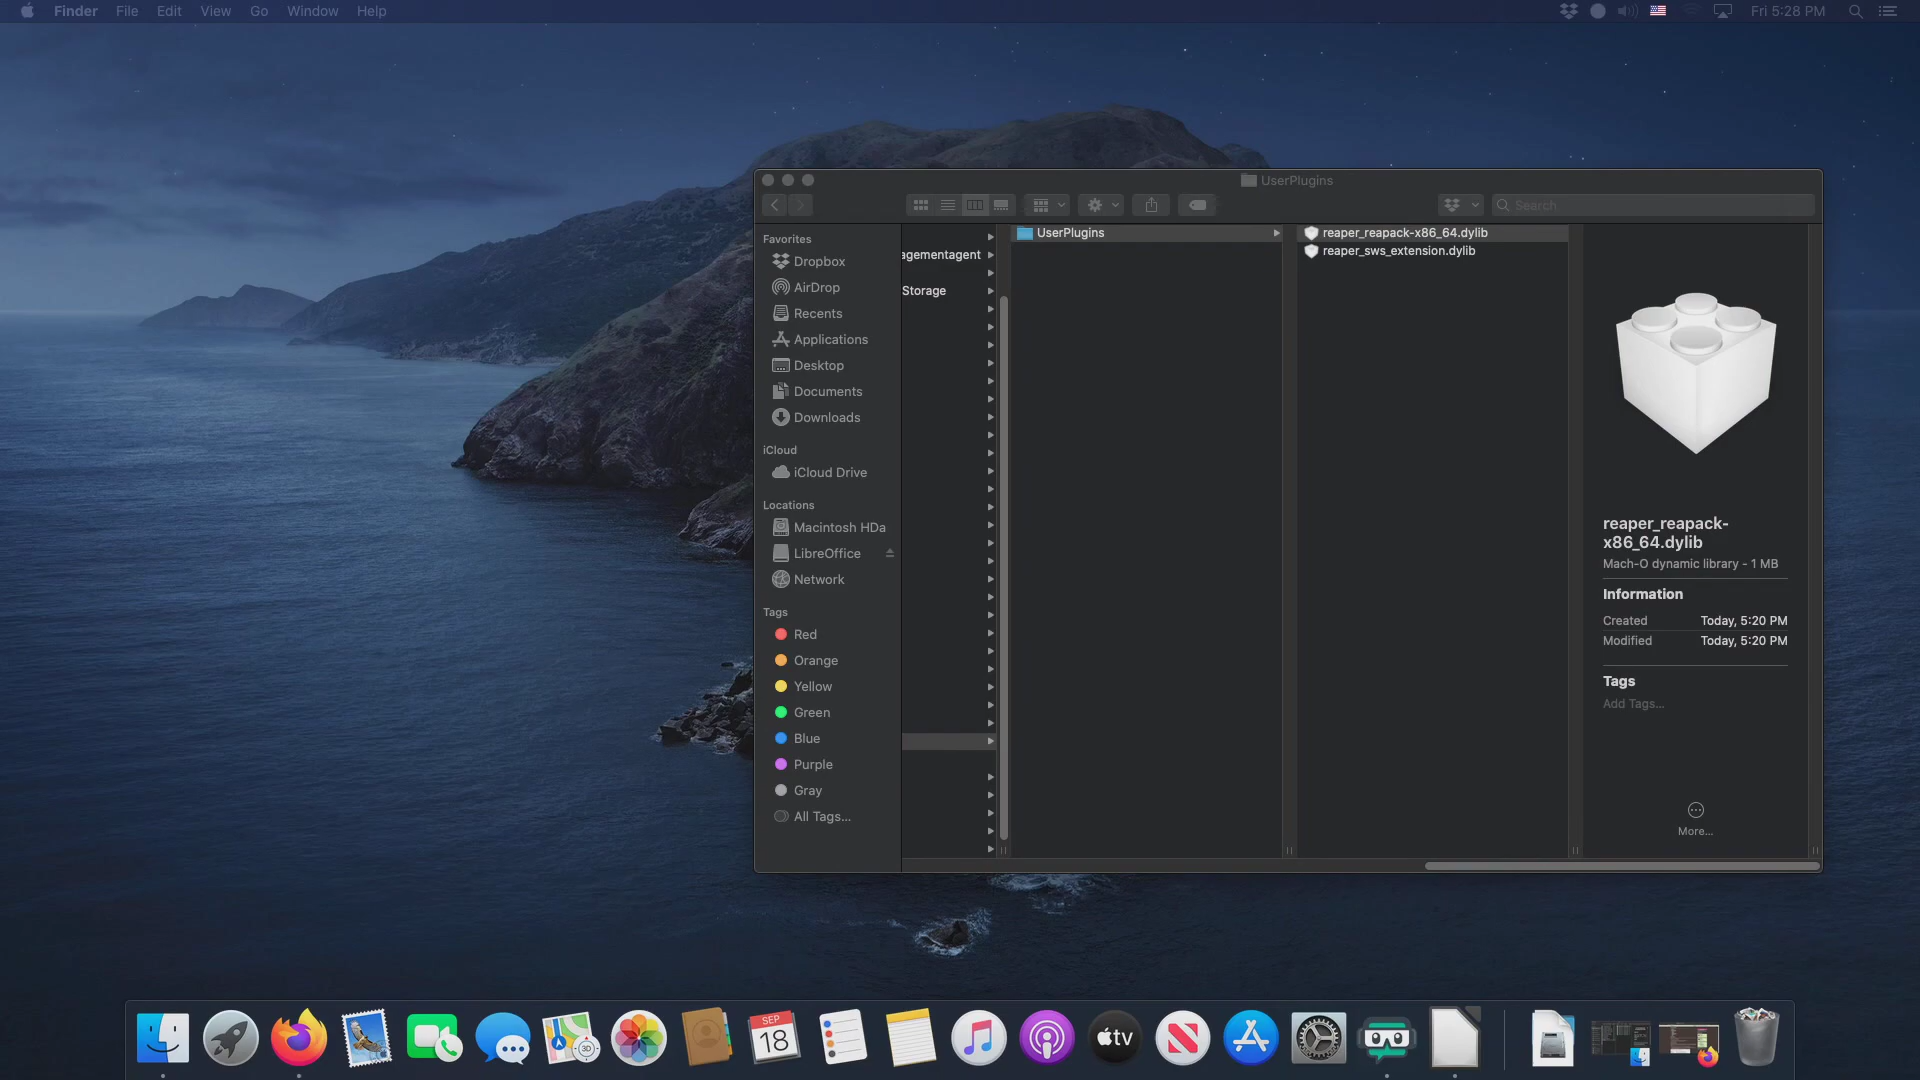 Finder File Edit View Go Window Help
Fri 5:28 PM
UserPlugins
Search
Favorites
Dropbox
AirDrop
Recents
Applications
Desktop
Documents
Downloads
iCloud
iCloud Drive
Locations
Macintosh HDa
LibreOffice
Network
Tags
Red
Orange
Yellow
Green
Blue
Purple
Gray
All Tags...
agementagent
Storage
UserPlugins
reaper_reapack-x86_64.dylib
reaper_sws_extension.dylib
reaper_reapack-
x86_64.dylib
Mach-O dynamic library - 1 MB
Information
Created Today, 5:20 PM
Modified Today, 5:20 PM
Tags
Add Tags...
More...
SEP
18
3D
tv